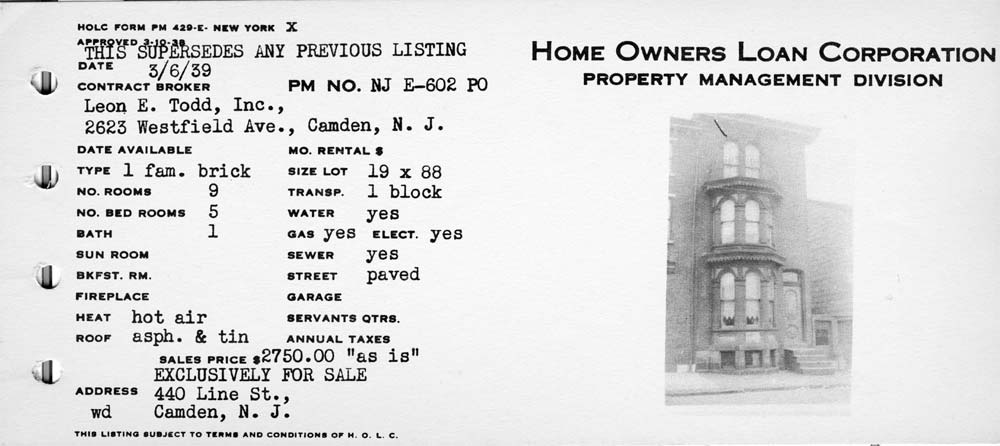 HOLC FORM PM 429-E- NEW YORK X
APPROVED 3-10-38
THIS SUPERSEDES ANY PREVIOUS LISTING
DATE 3/6/39
CONTRACT BROKER PM NO. NJ E-602 PO
Leon E. Todd, Inc.,
2623 Westfield Ave., Camden, N. J.
DATE AVAILABLE MO. RENTAL $
TYPE 1 fam. brick SIZE LOT 19 x 88
NO. ROOMS 9 TRANSP. 1 block
NO. BED ROOMS 5 WATER yes
BATH 1 GAS yes ELECT. yes
SUN ROOM SEWER yes
BKFST. RM. STREET paved
FIREPLACE GARAGE
HEAT hot air SERVANTS QTRS.
ROOF asph. & tin ANNUAL TAXES
SALES PRICE $2750.00 "as is"
EXCLUSIVELY FOR SALE
ADDRESS 440 Line St.,
wd Camden, N. J.
THIS LISTING SUBJECT TO TERMS AND CONDITIONS OF H. O. L. C.
HOME OWNERS LOAN CORPORATION
PROPERTY MANAGEMENT DIVISION